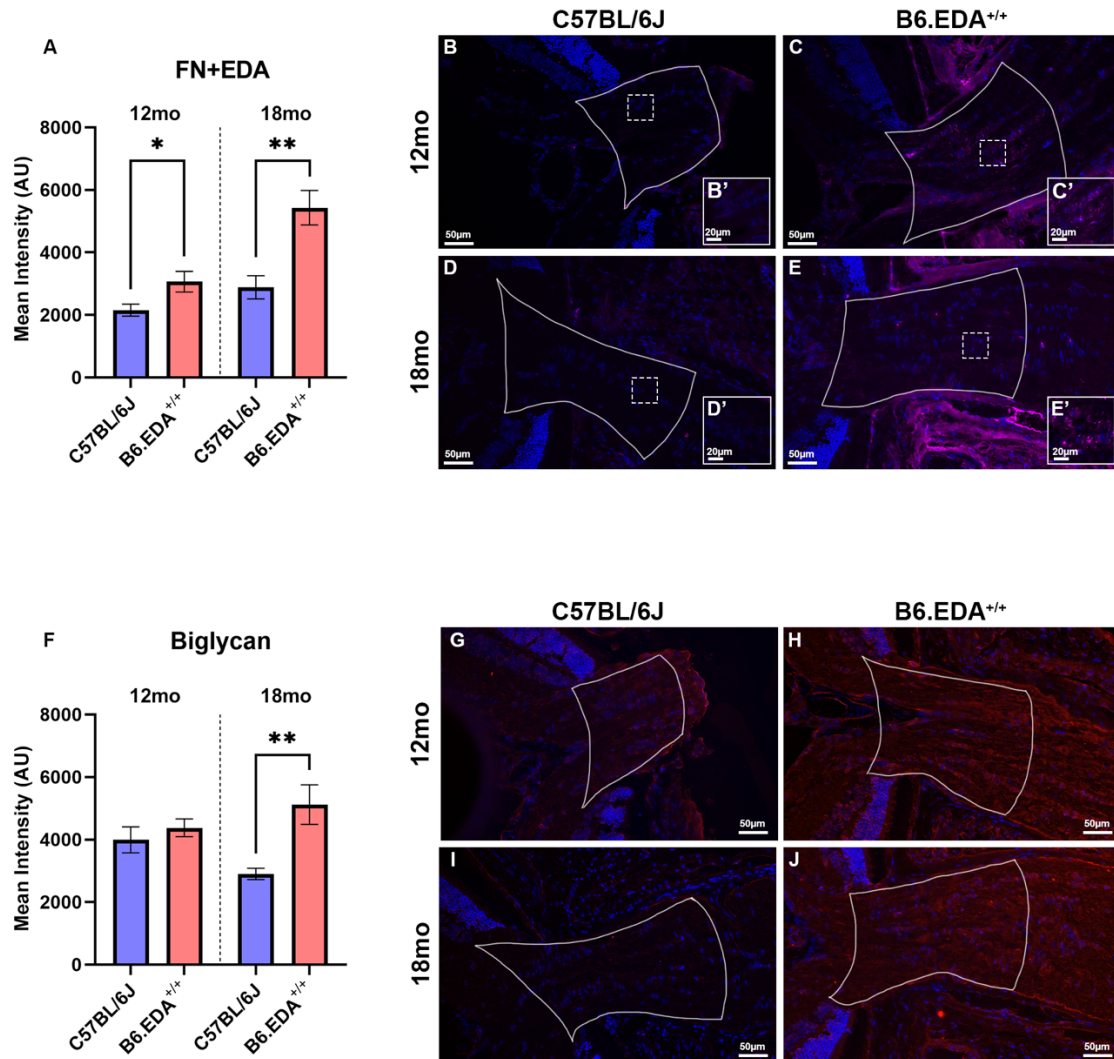 A
FN+EDA
12mo
18mo
*
**
Mean Intensity (AU)
8000
6000
4000
2000
0
C57BL/6J
B6.EDA+/+
C57BL/6J
B6.EDA+/+
C57BL/6J
B6.EDA+/+
12mo
B
50µm
B'
20µm
C
50µm
C'
20µm
18mo
D
50µm
D'
20µm
E
50µm
E'
20µm
F
Biglycan
12mo
18mo
**
Mean Intensity (AU)
8000
6000
4000
2000
0
C57BL/6J
B6.EDA+/+
C57BL/6J
B6.EDA+/+
C57BL/6J
B6.EDA+/+
12mo
G
50µm
H
50µm
18mo
I
50µm
J
50µm